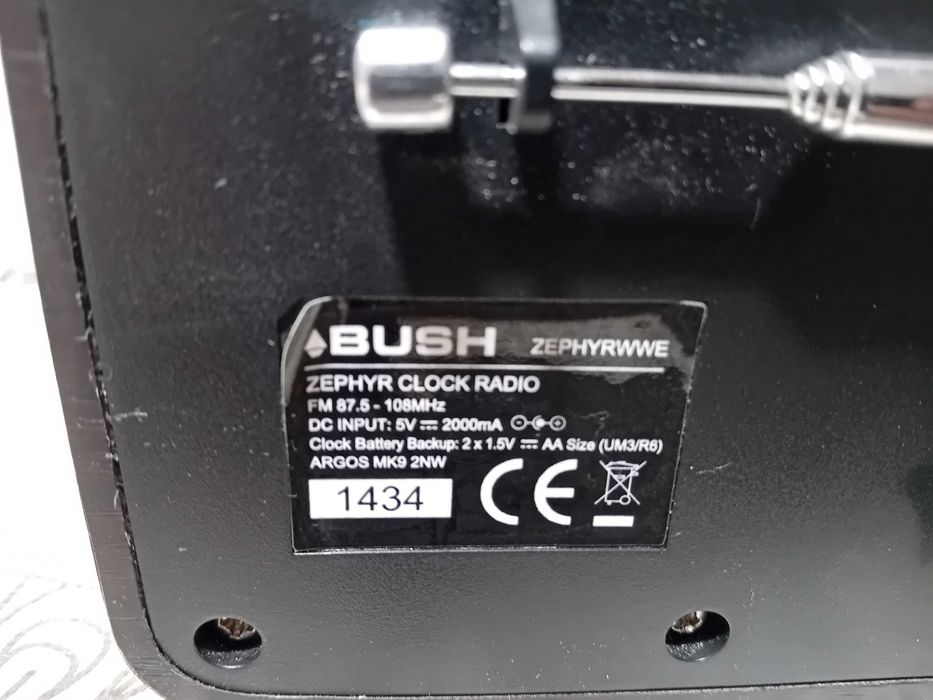 BUSH ZEPHYRWWE
ZEPHYR CLOCK RADIO
FM 87.5 - 108MHz
DC INPUT: 5V ⎓ 2000mA
Clock Battery Backup: 2 x 1.5V ⎓ AA Size (UM3/R6)
ARGOS MK9 2NW
1434 CE